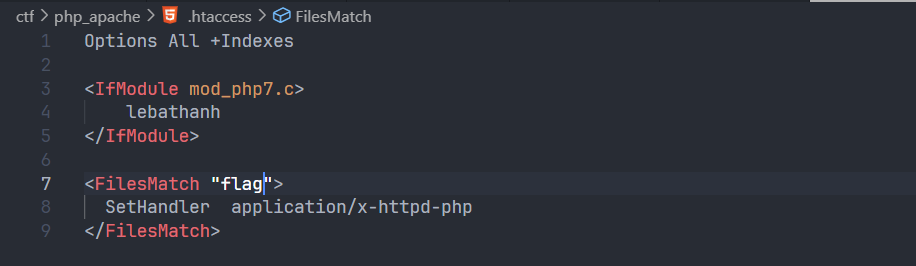 ctf > php_apache > .htaccess > FilesMatch
1 Options All +Indexes
2
3 <IfModule mod_php7.c>
4 lebathanh
5 </IfModule>
6
7 <FilesMatch "flag">
8 SetHandler  application/x-httpd-php
9 </FilesMatch>